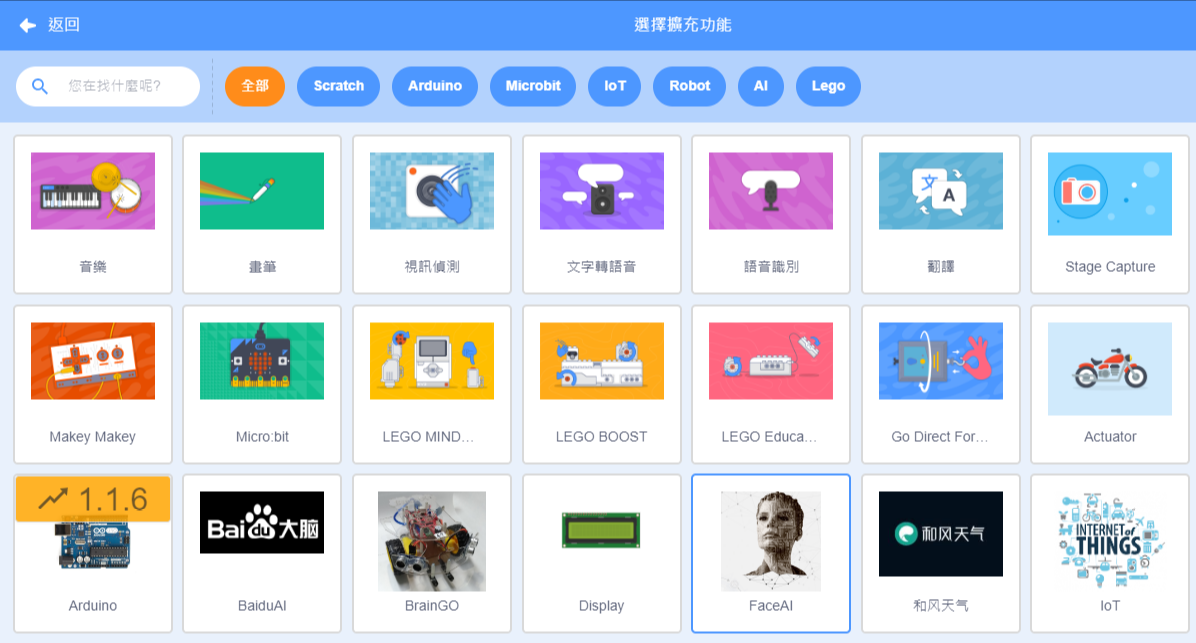 返回
選擇擴充功能
您在找什麼呢?
全部
Scratch
Arduino
Microbit
IoT
Robot
AI
Lego
文
A
音樂
畫筆
視訊偵測
文字轉語音
語音識別
翻譯
Stage Capture
Makey Makey
Micro:bit
LEGO MIND...
LEGO BOOST
LEGO Educa...
Go Direct For...
Actuator
1.1.6
Bai du 大脑
和风天气
INTERNET of
THINGS
Arduino
BaiduAI
BrainGO
Display
FaceAI
和风天气
IoT